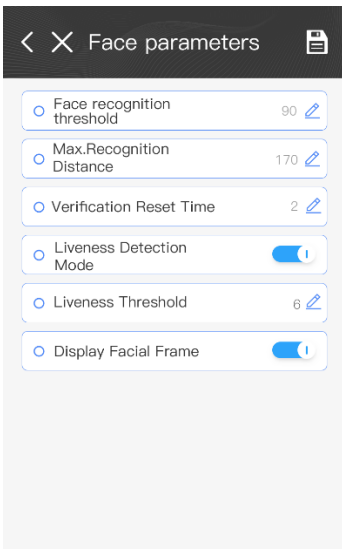 Face parameters
Face recognition
threshold
90
Max.Recognition
Distance
170
Verification Reset Time
2
Liveness Detection
Mode
Liveness Threshold
6
Display Facial Frame